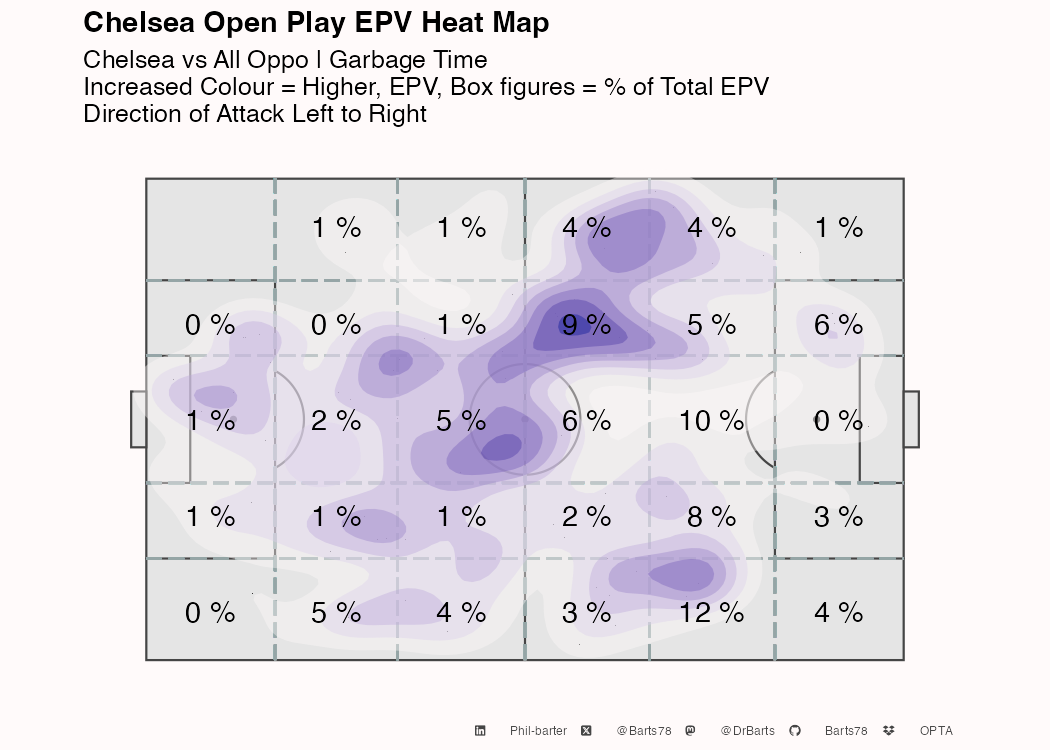 Chelsea Open Play EPV Heat Map
Chelsea vs All Oppo | Garbage Time
Increased Colour = Higher, EPV, Box figures = % of Total EPV
Direction of Attack Left to Right
1 % 1 % 4 % 4 % 1 %
0 % 0 % 1 % 9 % 5 % 6 %
1 % 2 % 5 % 6 % 10 % 0 %
1 % 1 % 1 % 2 % 8 % 3 %
0 % 5 % 4 % 3 % 12 % 4 %
Phil-barter @Barts78 @DrBarts Barts78 OPTA